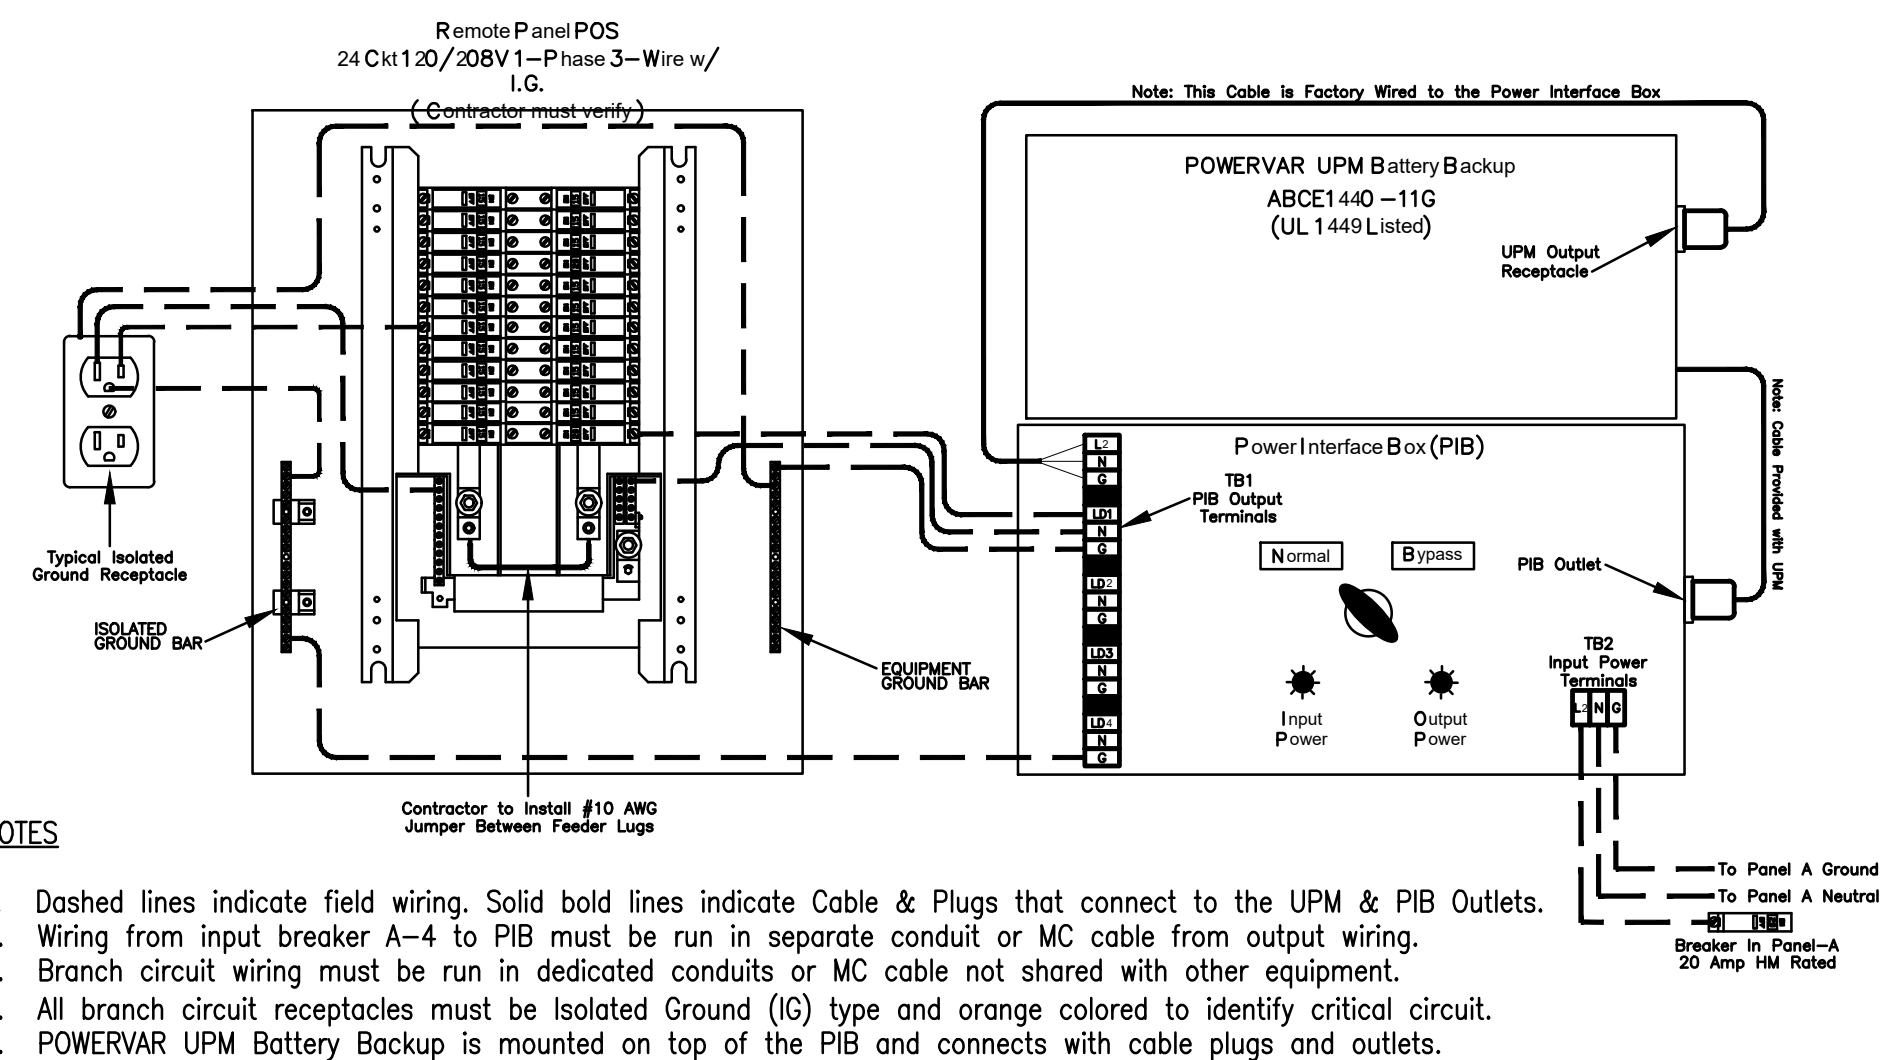 Remote Panel POS
24 Ckt 120/208V 1-Phase 3-Wire w/
I.G.
(Contractor must verify)
Note: This Cable is Factory Wired to the Power Interface Box
POWERVAR UPM Battery Backup
ABCE1440-11G
(UL 1449 Listed)
UPM Output
Receptacle
Note: Cable Provided with UPM
Power Interface Box (PIB)
L2
N
G
LD1
N
G
LD2
N
G
LD3
N
G
LD4
N
G
TB1
PIB Output
Terminals
Normal
Bypass
PIB Outlet
TB2
Input Power
Terminals
L2 N G
Input
Power
Output
Power
Typical Isolated
Ground Receptacle
ISOLATED
GROUND BAR
EQUIPMENT
GROUND BAR
Contractor to Install #10 AWG
Jumper Between Feeder Lugs
To Panel A Ground
To Panel A Neutral
Breaker In Panel-A
20 Amp HM Rated
OTES
Dashed lines indicate field wiring. Solid bold lines indicate Cable & Plugs that connect to the UPM & PIB Outlets.
. Wiring from input breaker A-4 to PIB must be run in separate conduit or MC cable from output wiring.
. Branch circuit wiring must be run in dedicated conduits or MC cable not shared with other equipment.
. All branch circuit receptacles must be Isolated Ground (IG) type and orange colored to identify critical circuit.
. POWERVAR UPM Battery Backup is mounted on top of the PIB and connects with cable plugs and outlets.